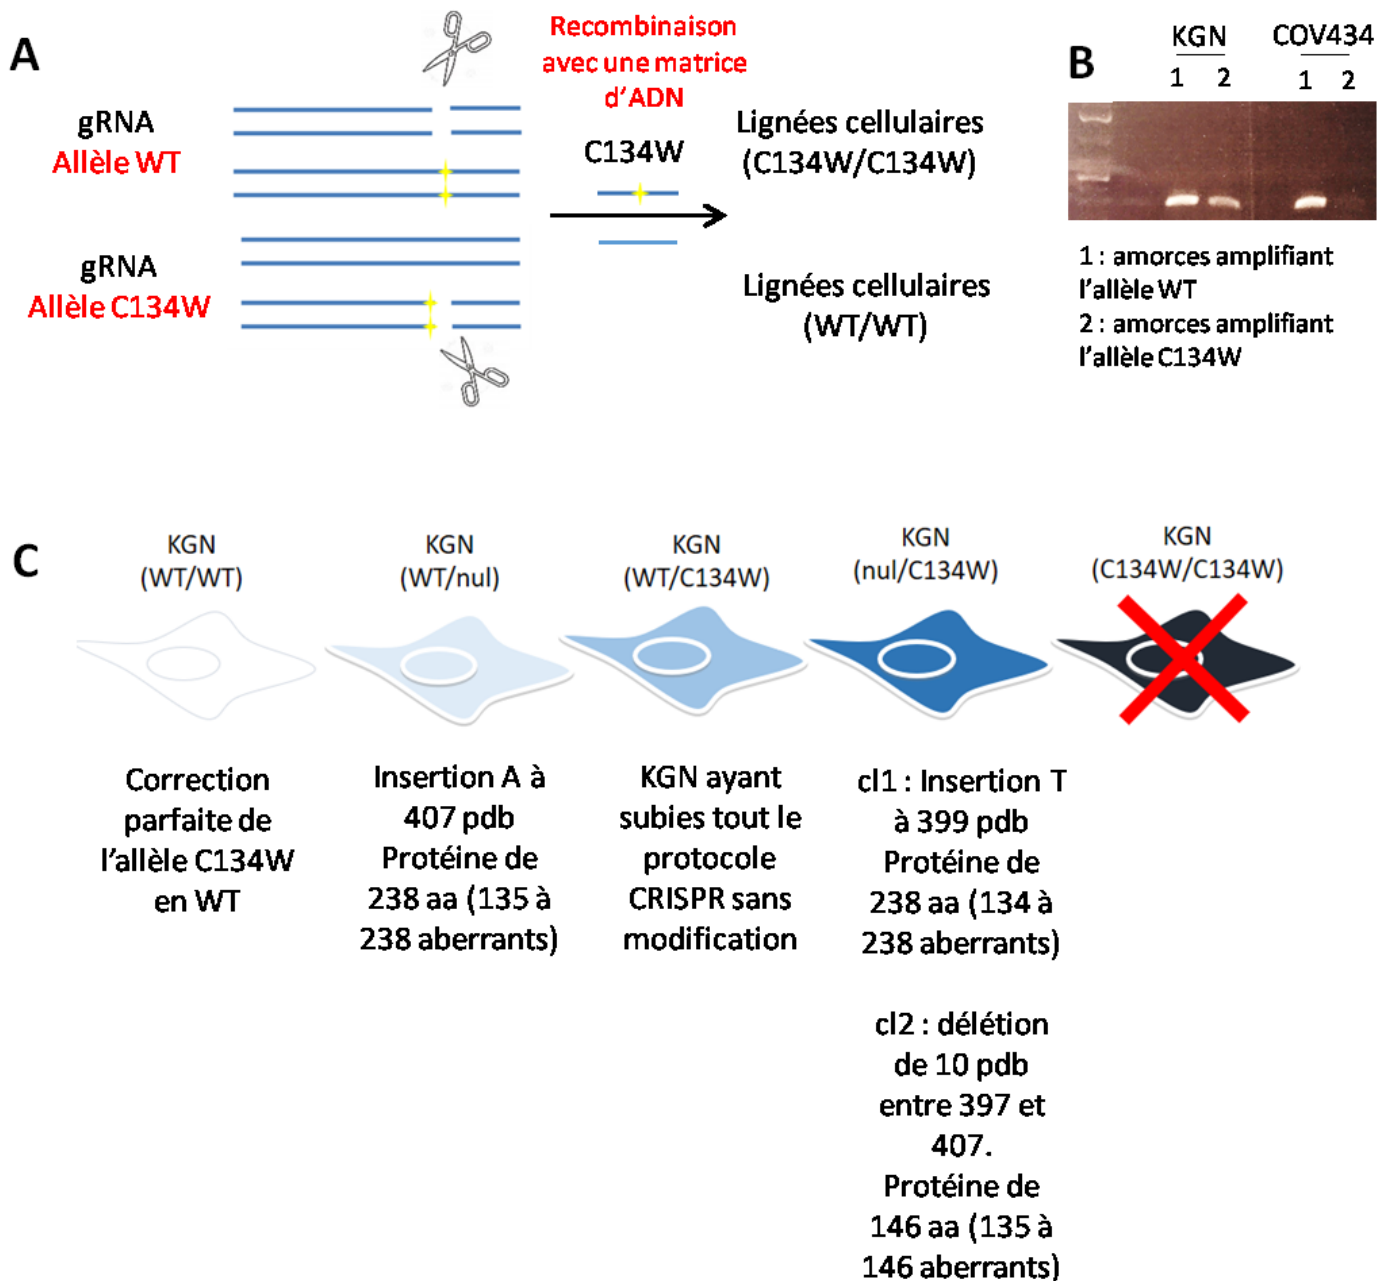 A
gRNA
Allèle WT
gRNA
Allèle C134W
Recombinaison
avec une matrice
d'ADN
C134W
Lignées cellulaires
(C134W/C134W)
Lignées cellulaires
(WT/WT)
B
KGN COV434
1 2 1 2
1 : amorces amplifiant
l'allèle WT
2 : amorces amplifiant
l'allèle C134W
C
KGN
(WT/WT)
Correction
parfaite de
l'allèle C134W
en WT
KGN
(WT/nul)
Insertion A à
407 pdb
Protéine de
238 aa (135 à
238 aberrants)
KGN
(WT/C134W)
KGN ayant
subies tout le
protocole
CRISPR sans
modification
KGN
(nul/C134W)
cl1 : Insertion T
à 399 pdb
Protéine de
238 aa (134 à
238 aberrants)
cl2 : délétion
de 10 pdb
entre 397 et
407.
Protéine de
146 aa (135 à
146 aberrants)
KGN
(C134W/C134W)